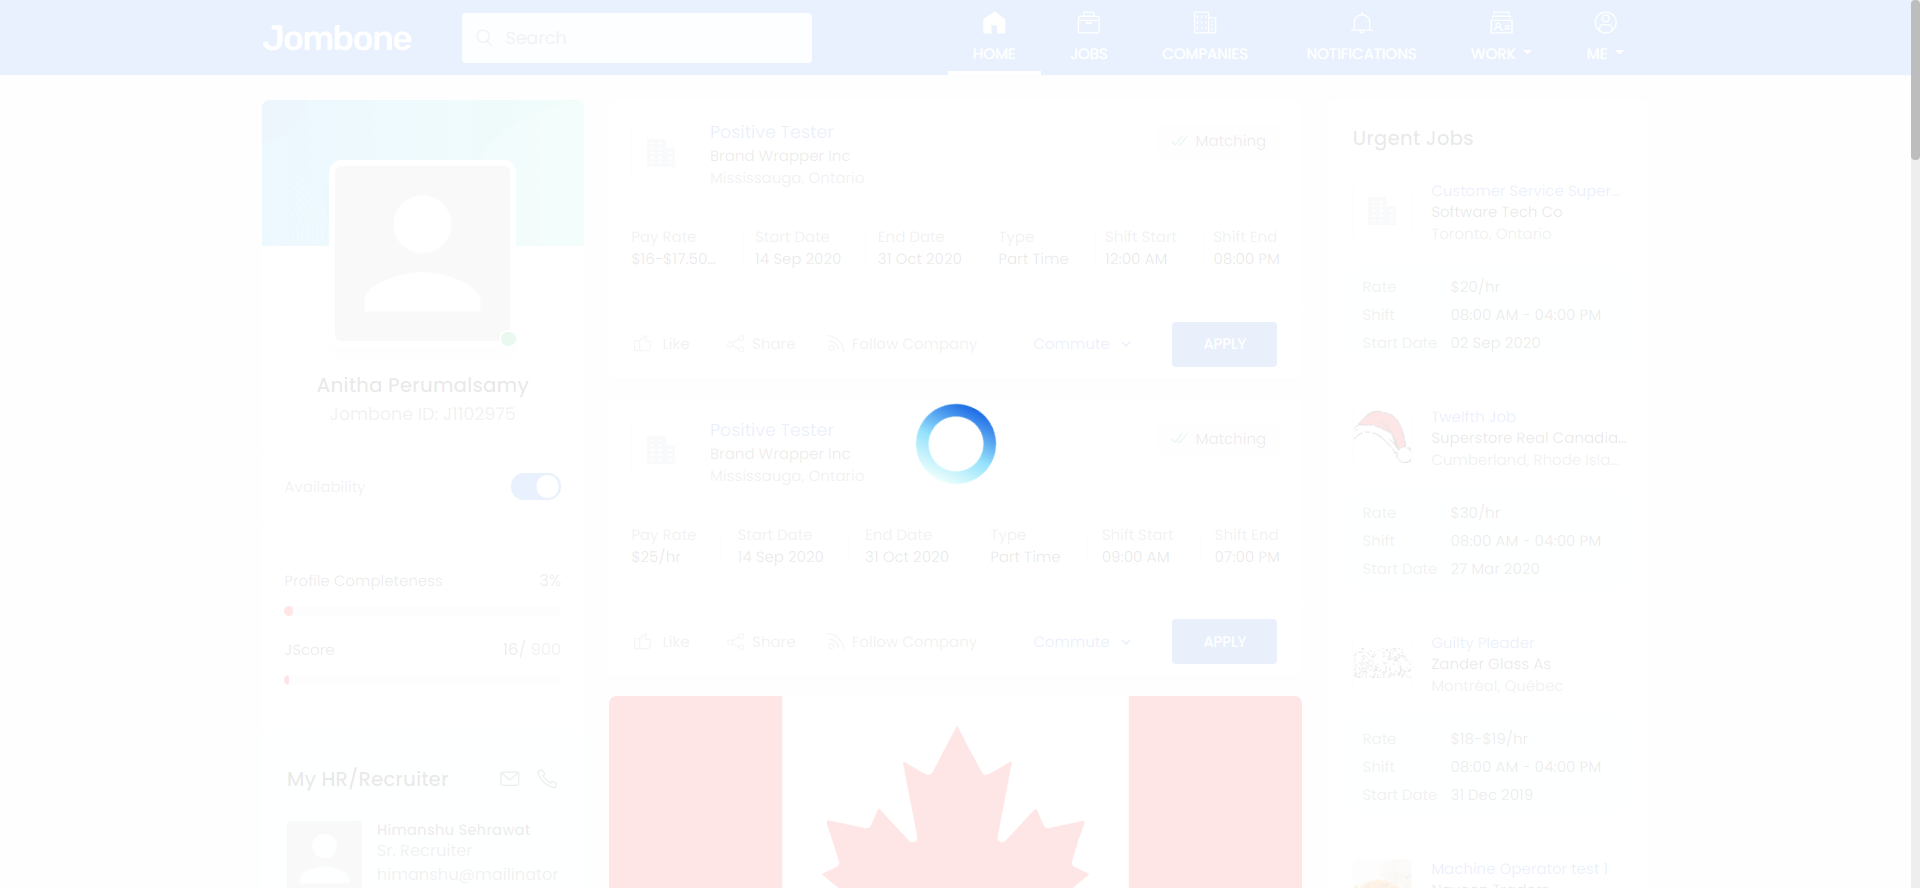 Jombone
Search
HOME
JOBS
COMPANIES
NOTIFICATIONS
WORK
ME
Anitha Perumalsamy
Jombone ID: J1102975
Availability
Profile Completeness 3%
JScore 16/ 900
My HR/Recruiter
Himanshu Sehrawat
Sr. Recruiter
himanshu@mailinator
Positive Tester
Brand Wrapper Inc
Mississauga, Ontario
Matching
Pay Rate Start Date End Date Type Shift Start Shift End
$16-$17.50... 14 Sep 2020 31 Oct 2020 Part Time 12:00 AM 08:00 PM
Like Share Follow Company Commute APPLY
Positive Tester
Brand Wrapper Inc
Mississauga, Ontario
Matching
Pay Rate Start Date End Date Type Shift Start Shift End
$25/hr 14 Sep 2020 31 Oct 2020 Part Time 09:00 AM 07:00 PM
Like Share Follow Company Commute APPLY
Urgent Jobs
Customer Service Super...
Software Tech Co
Toronto, Ontario
Rate $20/hr
Shift 08:00 AM - 04:00 PM
Start Date 02 Sep 2020
Twelfth Job
Superstore Real Canadia...
Cumberland, Rhode Isla...
Rate $30/hr
Shift 08:00 AM - 04:00 PM
Start Date 27 Mar 2020
Guilty Pleader
Zander Glass As
Montréal, Québec
Rate $18-$19/hr
Shift 08:00 AM - 04:00 PM
Start Date 31 Dec 2019
Machine Operator test 1